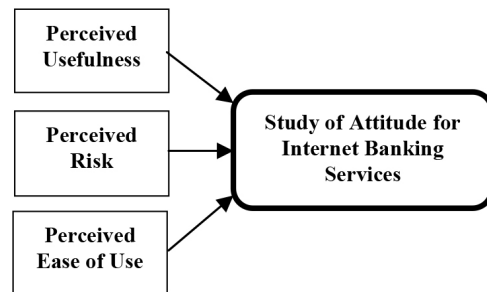 Perceived
Usefulness
Perceived
Risk
Perceived
Ease of Use
Study of Attitude for
Internet Banking
Services